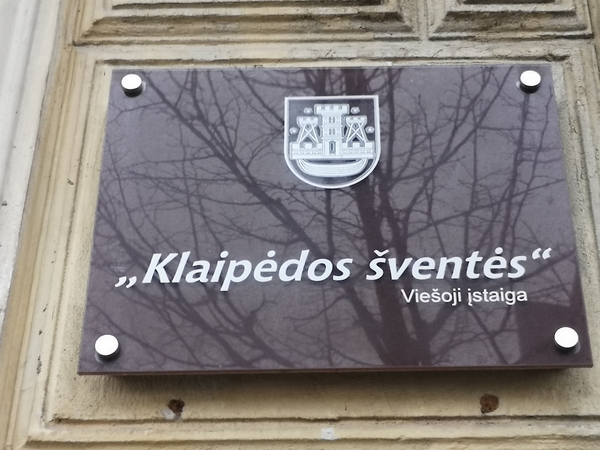 „Klaipėdos šventės“
Viešoji įstaiga